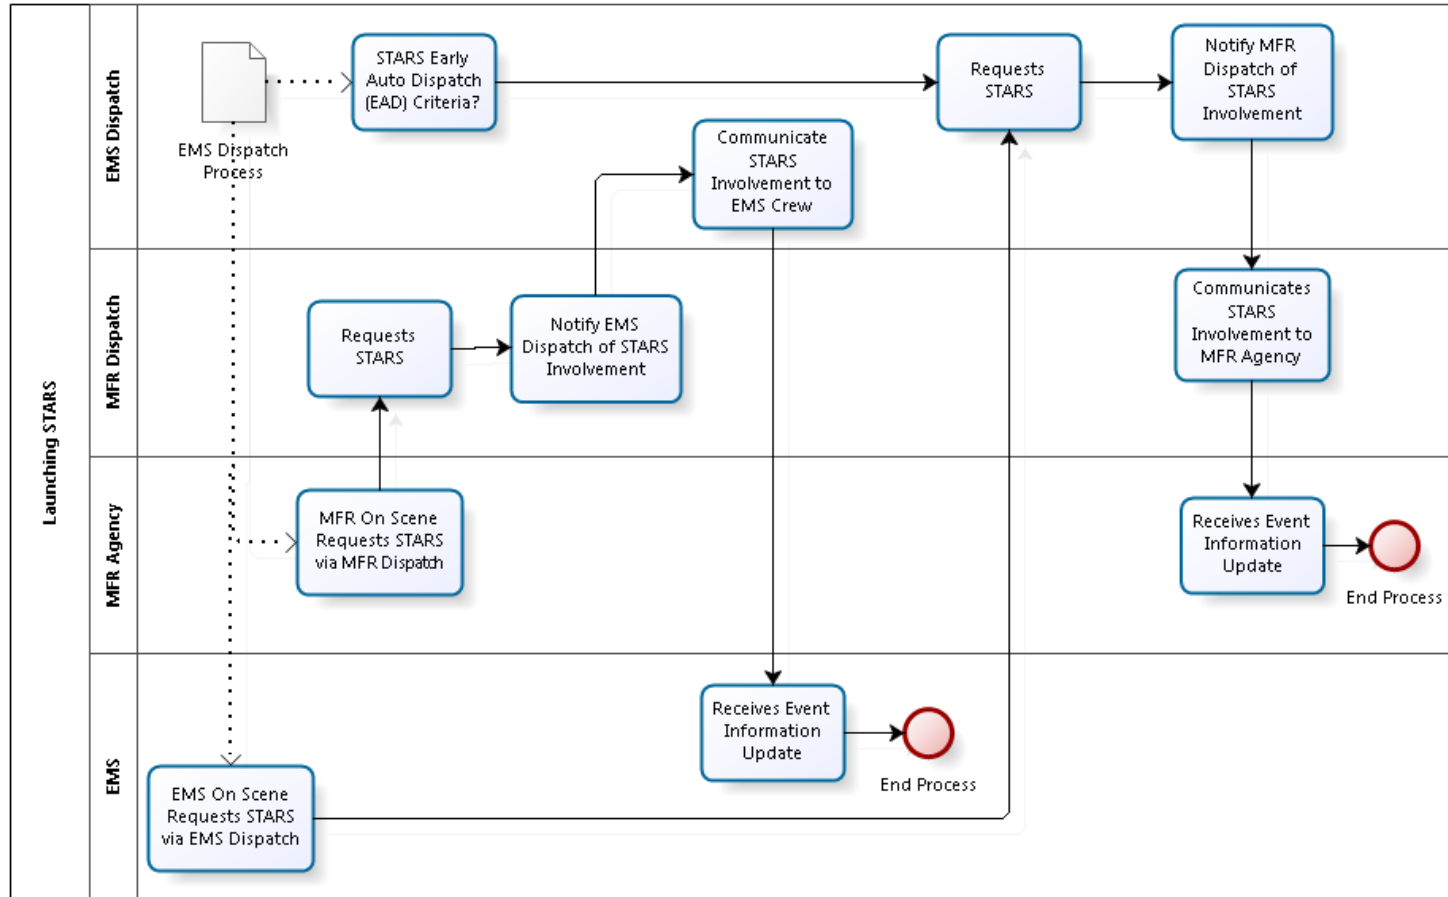 Launching STARS
EMS Dispatch
EMS Dispatch
Process
STARS Early
Auto Dispatch
(EAD) Criteria?
Communicate
STARS
Involvement to
EMS Crew
Requests
STARS
Notify MFR
Dispatch of
STARS
Involvement
MFR Dispatch
Requests
STARS
Notify EMS
Dispatch of STARS
Involvement
Communicates
STARS
Involvement to
MFR Agency
MFR Agency
MFR On Scene
Requests STARS
via MFR Dispatch
Receives Event
Information
Update
End Process
EMS
EMS On Scene
Requests STARS
via EMS Dispatch
Receives Event
Information
Update
End Process